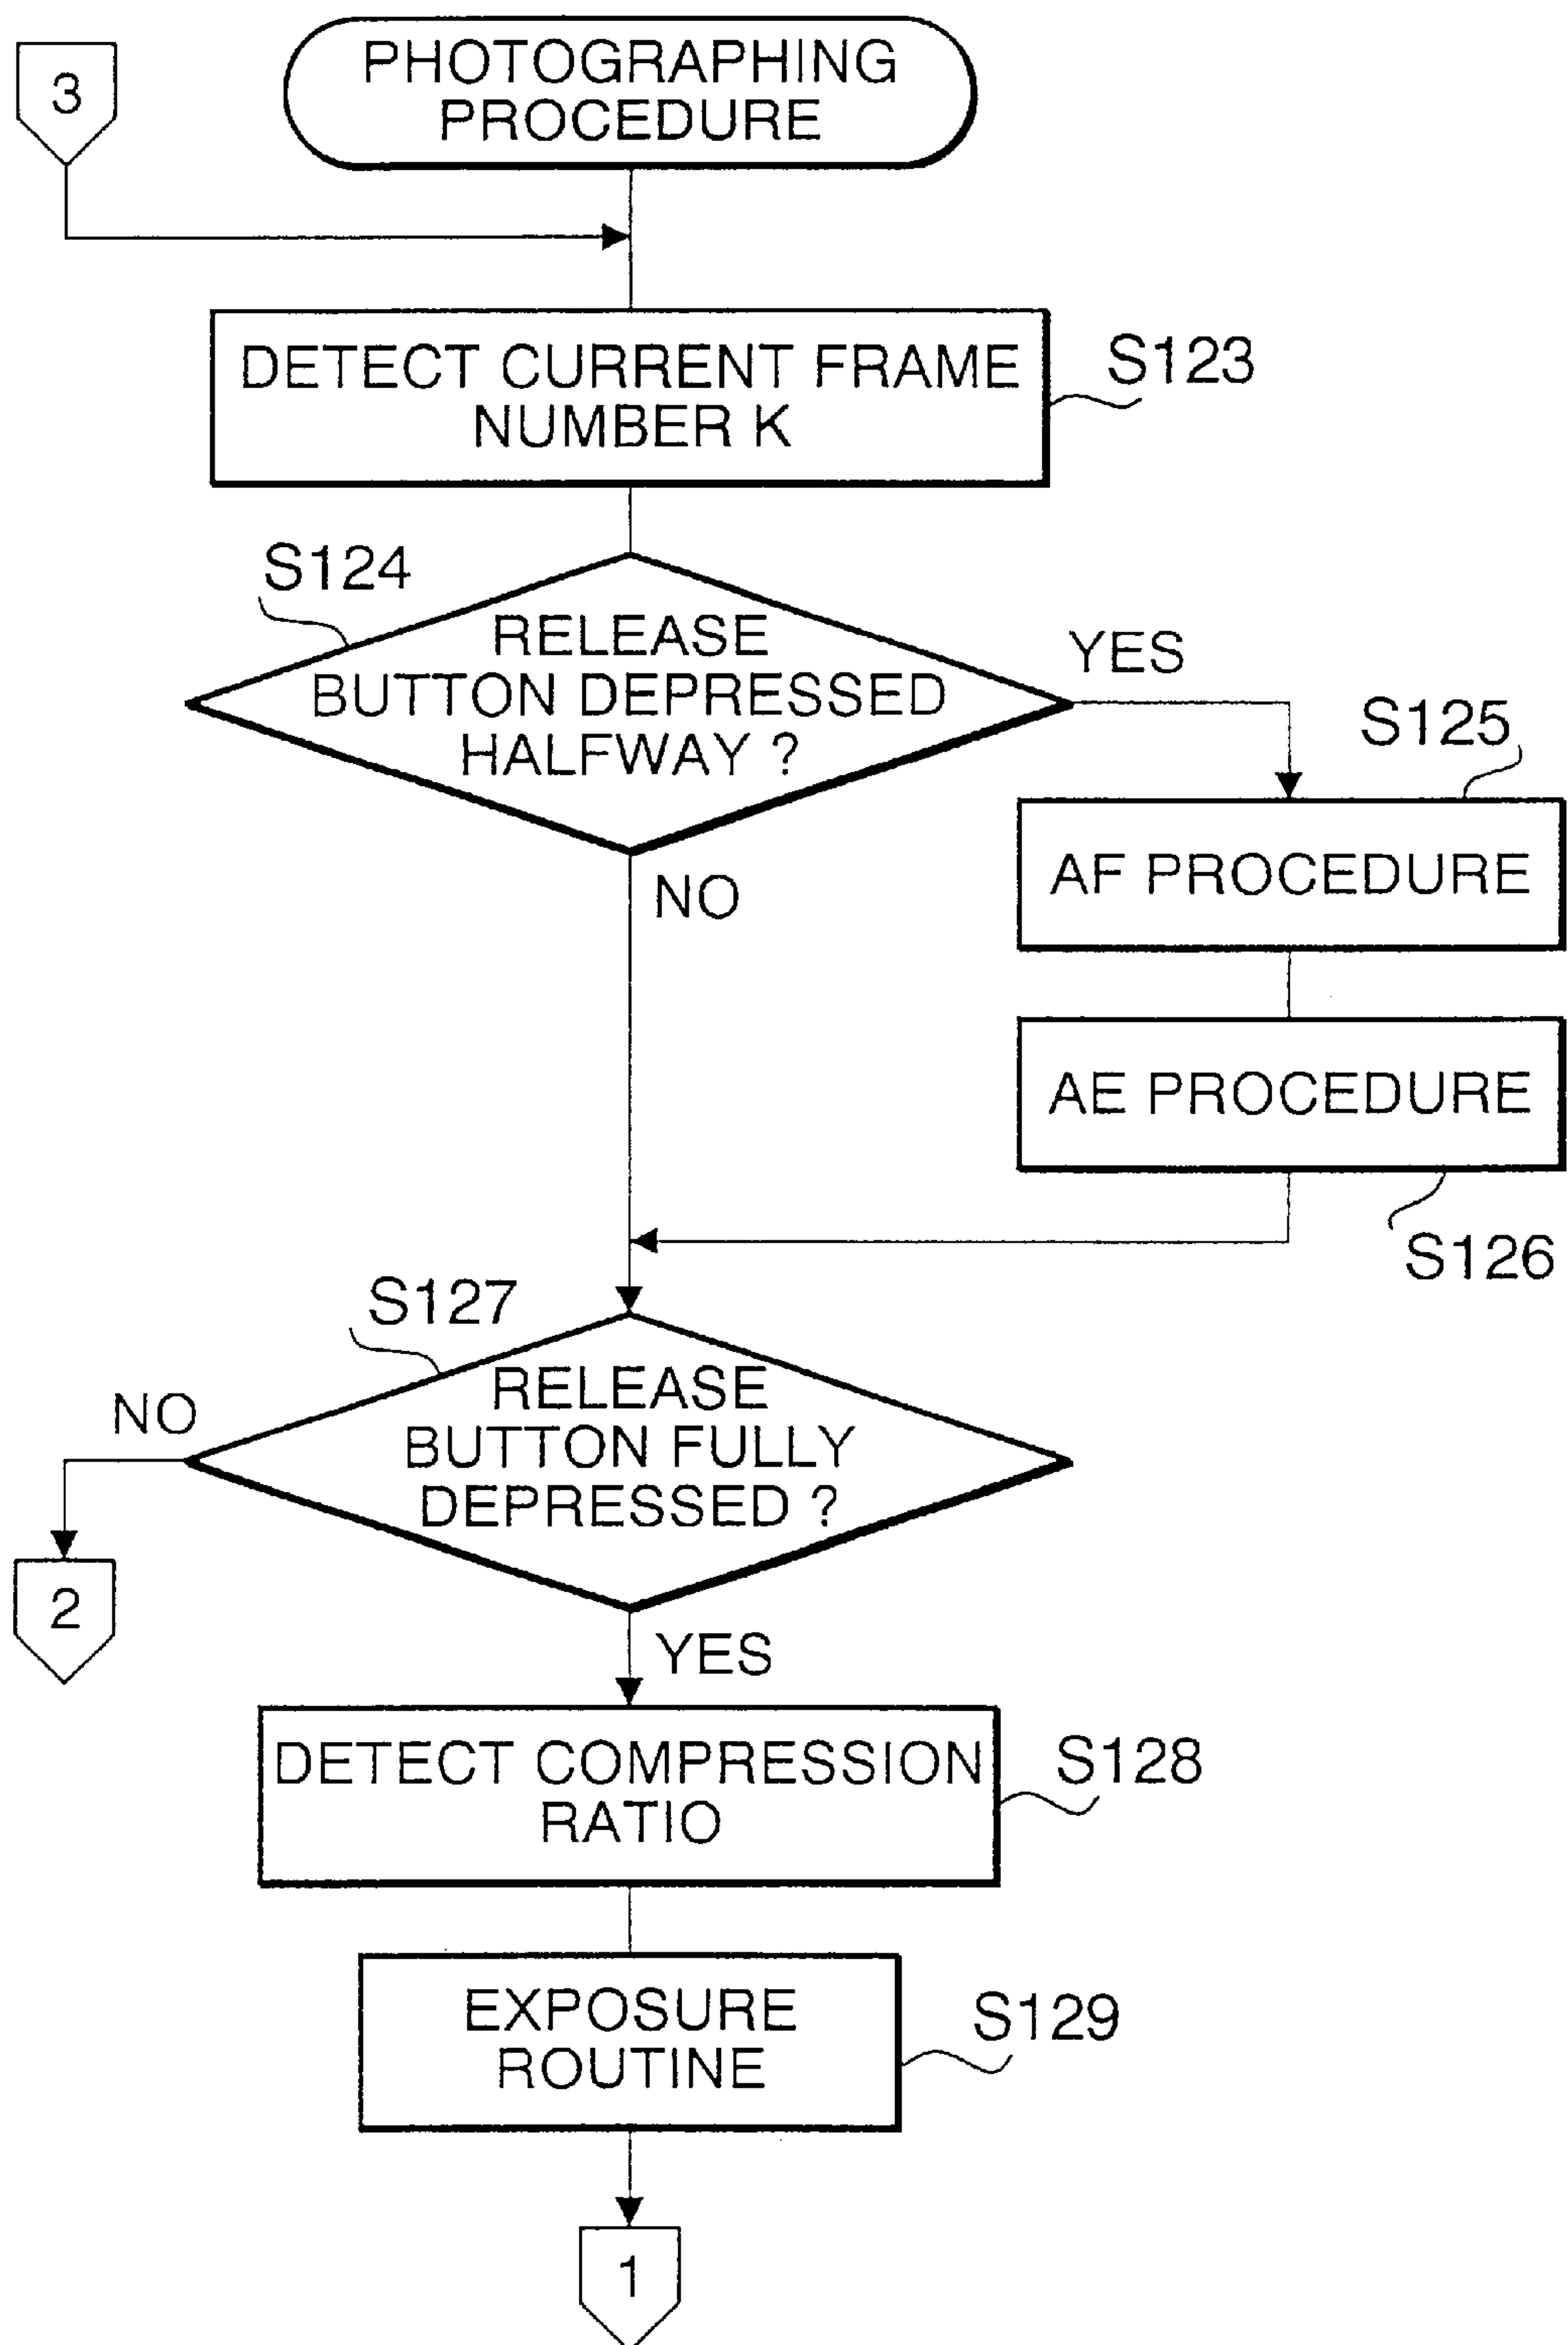 3
PHOTOGRAPHING
PROCEDURE
DETECT CURRENT FRAME
NUMBER K
S123
S124
RELEASE
BUTTON DEPRESSED
HALFWAY ?
YES
NO
S125
AF PROCEDURE
AE PROCEDURE
S126
S127
RELEASE
BUTTON FULLY
DEPRESSED ?
NO
2
YES
DETECT COMPRESSION
RATIO
S128
EXPOSURE
ROUTINE
S129
1